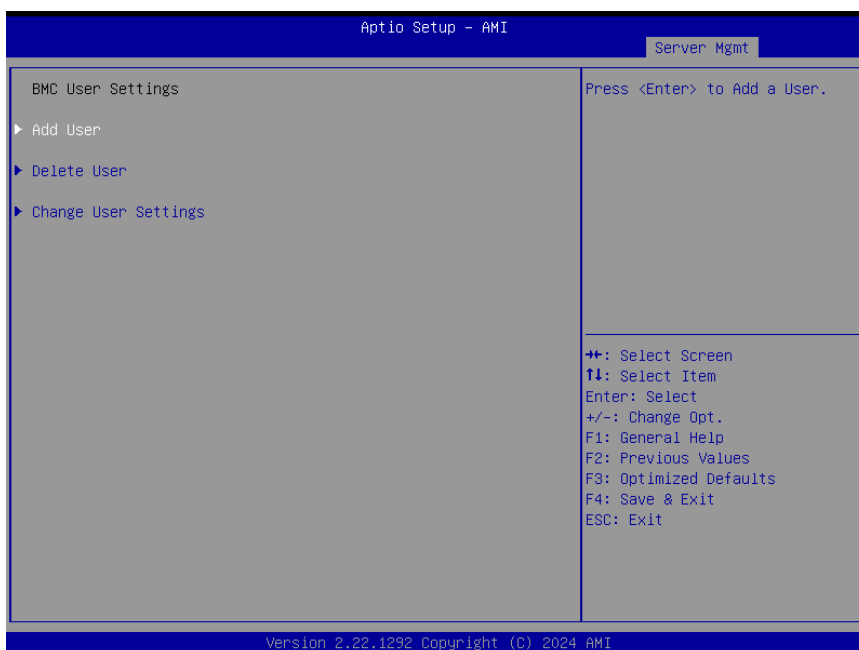 Aptio Setup – AMI
Server Mgmt
BMC User Settings
▶ Add User
▶ Delete User
▶ Change User Settings
Press <Enter> to Add a User.
→←: Select Screen
↑↓: Select Item
Enter: Select
+/-: Change Opt.
F1: General Help
F2: Previous Values
F3: Optimized Defaults
F4: Save & Exit
ESC: Exit
Version 2.22.1292 Copyright (C) 2024 AMI